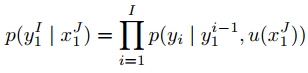 p(y_1^I | x_1^J) = ∏_{i=1}^{I} p(y_i | y_1^{i−1}, u(x_1^J))